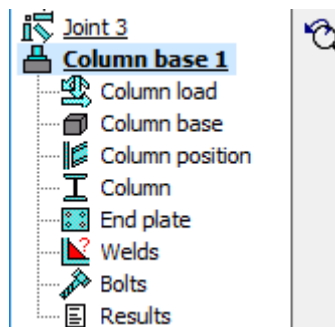 Joint 3
Column base 1
Column load
Column base
Column position
Column
End plate
Welds
Bolts
Results